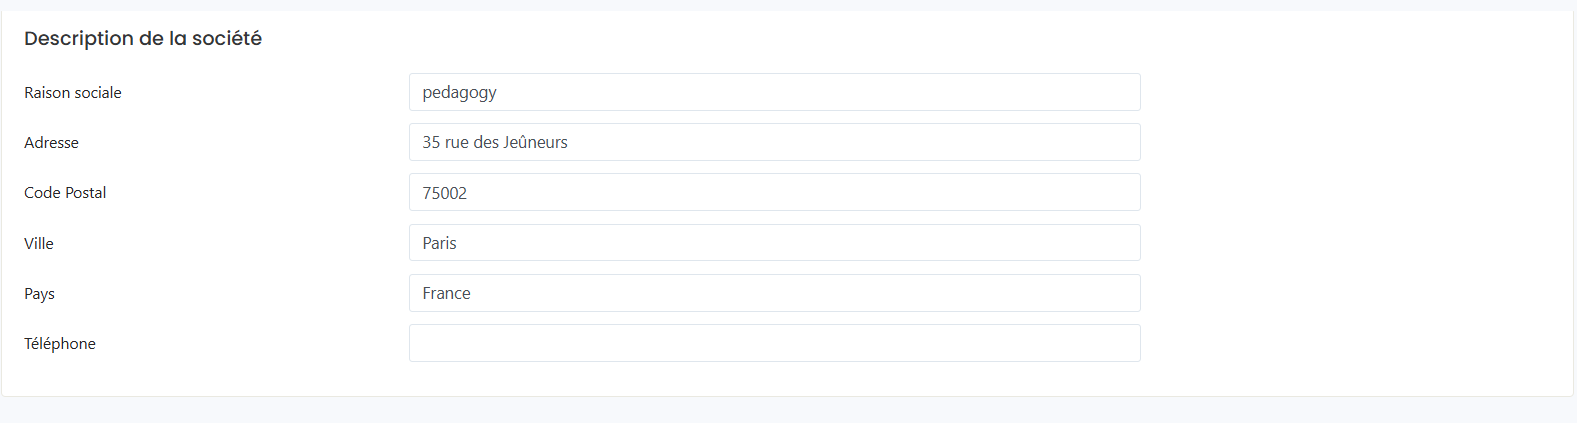 Description de la société
Raison sociale pedagogy
Adresse 35 rue des Jeûneurs
Code Postal 75002
Ville Paris
Pays France
Téléphone